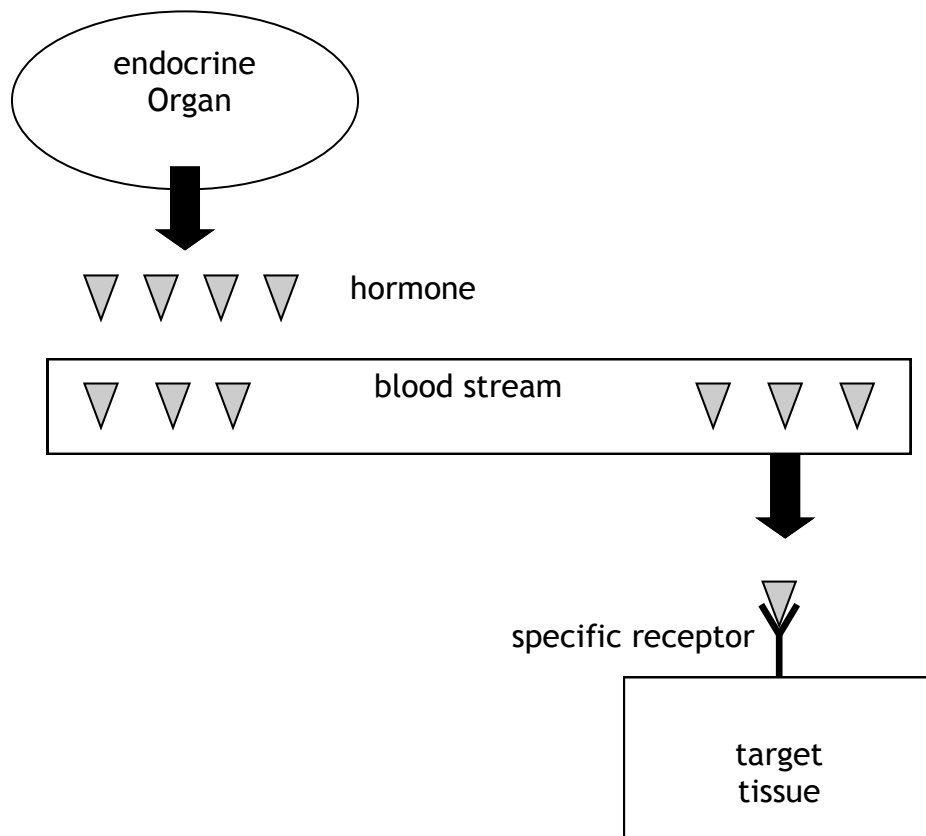 endocrine
Organ
hormone
blood stream
specific receptor
target
tissue